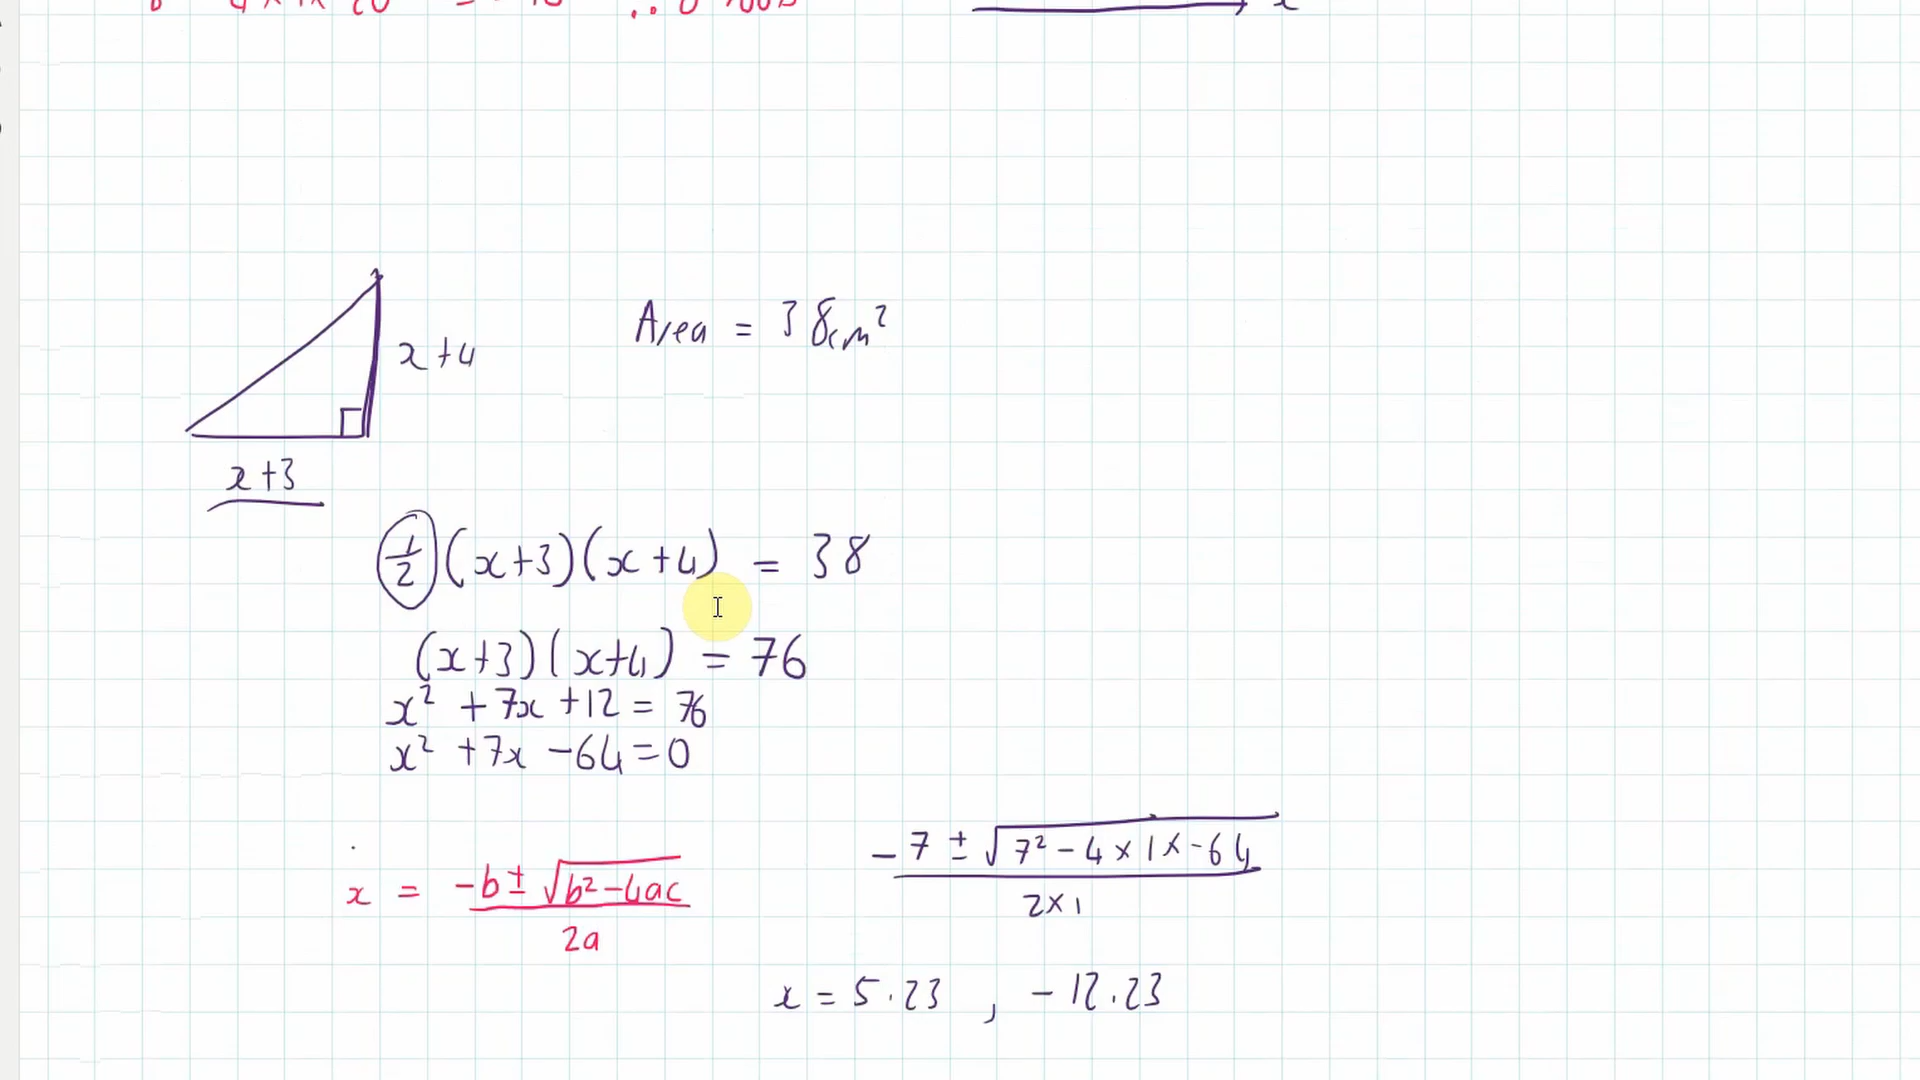 x
x+4
Area = 38cm²
x+3
½(x+3)(x+4) = 38
(x+3)(x+4) = 76
x² +7x +12 = 76
x² +7x -64=0
x = -b ± √b²-4ac / 2a
-7 ± √7² - 4 × 1 × -64 / 2×1
x = 5.23 , -12.23